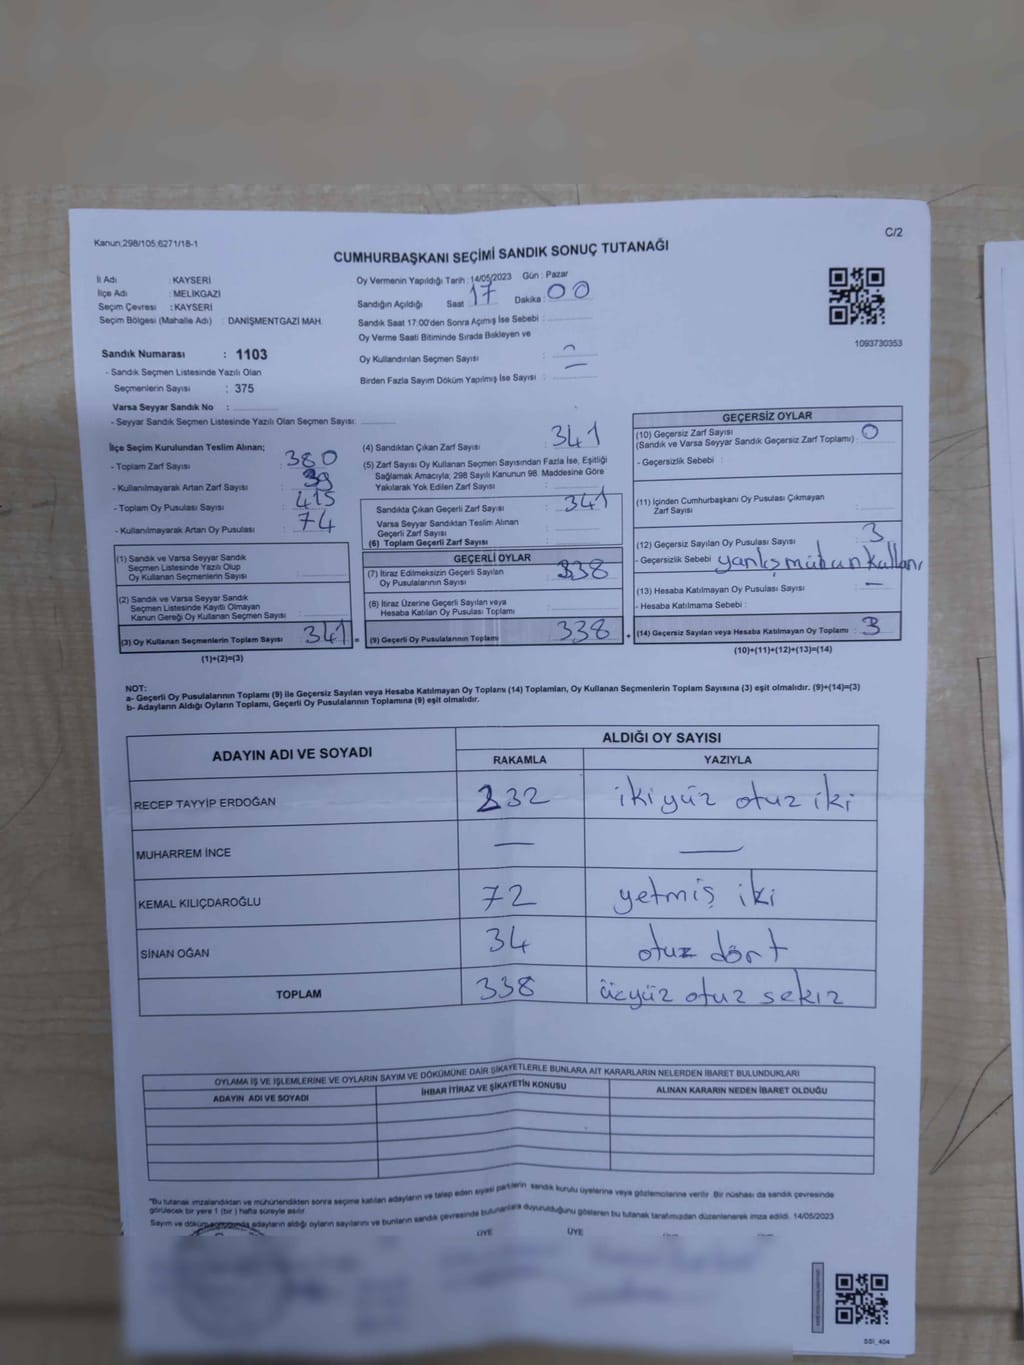 Kanun,298/105,6271/18-1
C/2
CUMHURBAŞKANI SEÇİMİ SANDIK SONUÇ TUTANAĞI
İl Adı : KAYSERİ
İlçe Adı : MELİKGAZİ
Seçim Çevresi : KAYSERİ
Seçim Bölgesi (Mahalle Adı) : DANİŞMENTGAZİ MAH.
Sandık Numarası : 1103
- Sandık Seçmen Listesinde Yazılı Olan
Seçmenlerin Sayısı : 375
Varsa Seyyar Sandık No :
- Seyyar Sandık Seçmen Listesinde Yazılı Olan Seçmen Sayısı:
Oy Vermenin Yapıldığı Tarih : 14/05/2023 Gün : Pazar
Sandığın Açıldığı Saat 17 Dakika : 00
Sandık Saat 17:00'den Sonra Açımış İse Sebebi :
Oy Verme Saati Bitiminde Sırada Bekleyen ve
Oy Kullandırılan Seçmen Sayısı : -
Birden Fazla Sayım Döküm Yapılmış İse Sayısı : -
1093730353
İlçe Seçim Kurulundan Teslim Alınan;
- Toplam Zarf Sayısı : 380
- Kullanılmayarak Artan Zarf Sayısı : 39
- Toplam Oy Pusulası Sayısı : 415
- Kullanılmayarak Artan Oy Pusulası : 74
(1) Sandık ve Varsa Seyyar Sandık
Seçmen Listesinde Yazılı Olup
Oy Kullanan Seçmenlerin Sayısı :
(2) Sandık ve Varsa Seyyar Sandık
Seçmen Listesinde Kayıtlı Olmayan
Kanun Gereği Oy Kullanan Seçmen Sayısı :
(3) Oy Kullanan Seçmenlerin Toplam Sayısı : 341 =
(1)+(2)=(3)
(4) Sandıktan Çıkan Zarf Sayısı : 341
(5) Zarf Sayısı Oy Kullanan Seçmen Sayısından Fazla İse, Eşitliği
Sağlamak Amacıyla, 298 Sayılı Kanunun 98. Maddesine Göre
Yakılarak Yok Edilen Zarf Sayısı :
Sandıkta Çıkan Geçerli Zarf Sayısı : 341
Varsa Seyyar Sandıktan Teslim Alınan
Geçerli Zarf Sayısı :
(6) Toplam Geçerli Zarf Sayısı :
GEÇERLİ OYLAR
(7) İtiraz Edilmeksizin Geçerli Sayılan
Oy Pusulalarının Sayısı : 338
(8) İtiraz Üzerine Geçerli Sayılan veya
Hesaba Katılan Oy Pusulası Toplamı :
(9) Geçerli Oy Pusulalarının Toplamı : 338 +
GEÇERSİZ OYLAR
(10) Geçersiz Zarf Sayısı
(Sandık ve Varsa Seyyar Sandık Geçersiz Zarf Toplamı) : 0
- Geçersizlik Sebebi :
(11) İçinden Cumhurbaşkanı Oy Pusulası Çıkmayan
Zarf Sayısı :
(12) Geçersiz Sayılan Oy Pusulası Sayısı : 3
- Geçersizlik Sebebi : yanlış mühür kullanı
(13) Hesaba Katılmayan Oy Pusulası Sayısı : -
- Hesaba Katılmama Sebebi :
(14) Geçersiz Sayılan veya Hesaba Katılmayan Oy Toplamı : 3
(10)+(11)+(12)+(13)=(14)
NOT:
a- Geçerli Oy Pusulalarının Toplamı (9) ile Geçersiz Sayılan veya Hesaba Katılmayan Oy Toplamı (14) Toplamları, Oy Kullanan Seçmenlerin Toplam Sayısına (3) eşit olmalıdır. (9)+(14)=(3)
b- Adayların Aldığı Oyların Toplamı, Geçerli Oy Pusulalarının Toplamına (9) eşit olmalıdır.
ADAYIN ADI VE SOYADI
ALDIĞI OY SAYISI
RAKAMLA YAZIYLA
RECEP TAYYİP ERDOĞAN 232 ikiyüz otuz iki
MUHARREM İNCE — —
KEMAL KILIÇDAROĞLU 72 yetmiş iki
SİNAN OĞAN 34 otuz dört
TOPLAM 338 üçyüz otuz sekiz
OYLAMA İŞ VE İŞLEMLERİNE VE OYLARIN SAYIM VE DÖKÜMÜNE DAİR ŞİKAYETLERLE BUNLARA AİT KARARLARIN NELERDEN İBARET BULUNDUKLARI
ADAYIN ADI VE SOYADI İHBAR İTİRAZ VE ŞİKAYETİN KONUSU ALINAN KARARIN NEDEN İBARET OLDUĞU
"Bu tutanak imzalandıktan ve mühürlendikten sonra seçime katılan adayların ve talep eden siyasi partilerin sandık kurulu üyelerine veya gözlemcilerine verilir. Bir nüshası da sandık çevresinde
görülecek bir yere 1 (bir) hafta süreyle asılır.
Sayım ve döküm sonucunda adayların aldığı oyların sayılarını ve bunların sandık çevresinde bulunanlara duyurulduğunu gösteren bu tutanak tarafımızdan düzenlenerek imza edildi. 14/05/2023
ÜYE ÜYE
SSİ_404